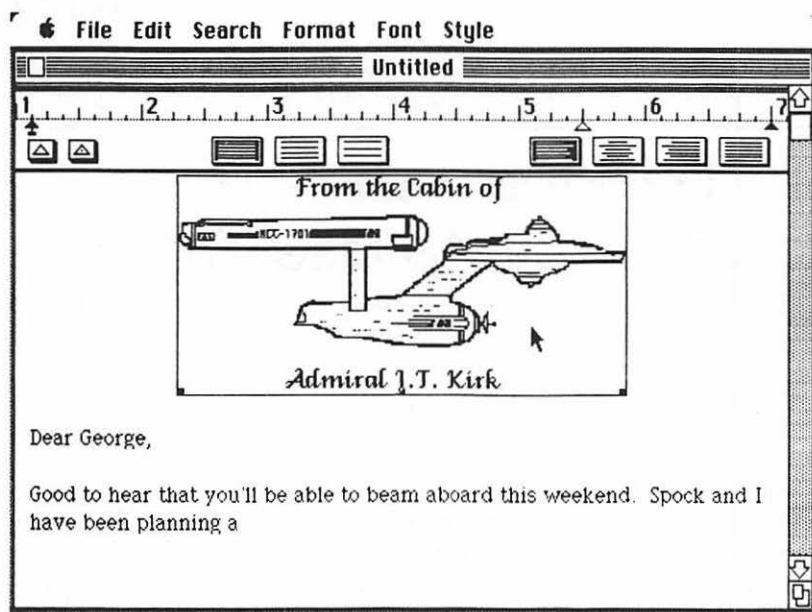 File Edit Search Format Font Style
Untitled
1 2 3 4 5 6 7
From the Cabin of
NCC-1701
Admiral J.T. Kirk
Dear George,
Good to hear that you'll be able to beam aboard this weekend. Spock and I
have been planning a